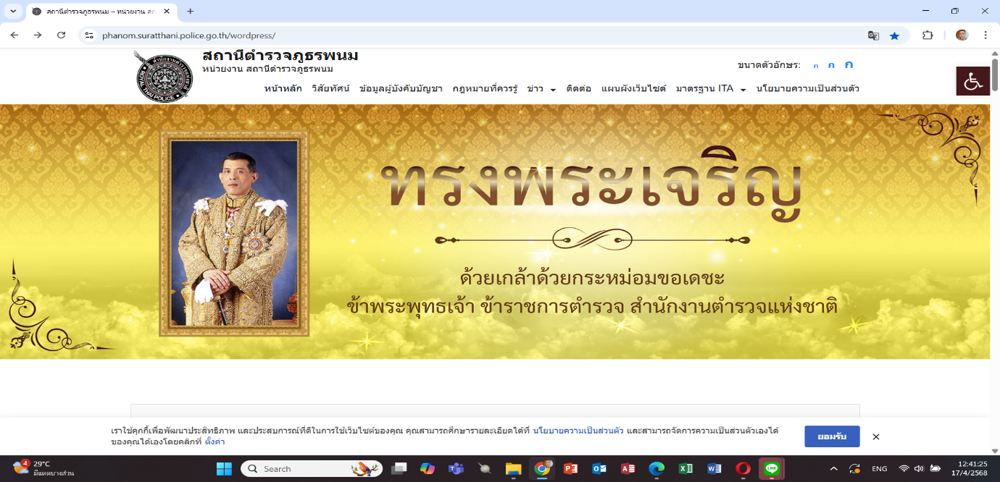 สถานีตำรวจภูธรพนม – หน่วยงาน สถ
phanom.suratthani.police.go.th/wordpress/
สถานีตำรวจภูธรพนม
หน่วยงาน สถานีตำรวจภูธรพนม
ขนาดตัวอักษร: ก ก ก
หน้าหลัก วิสัยทัศน์ ข้อมูลผู้บังคับบัญชา กฎหมายที่ควรรู้ ข่าว ติดต่อ แผนผังเว็บไซต์ มาตรฐาน ITA นโยบายความเป็นส่วนตัว
ทรงพระเจริญ
ด้วยเกล้าด้วยกระหม่อมขอเดชะ
ข้าพระพุทธเจ้า ข้าราชการตำรวจ สำนักงานตำรวจแห่งชาติ
เราใช้คุกกี้เพื่อพัฒนาประสิทธิภาพ และประสบการณ์ที่ดีในการใช้เว็บไซต์ของคุณ คุณสามารถศึกษารายละเอียดได้ที่ นโยบายความเป็นส่วนตัว และสามารถจัดการความเป็นส่วนตัวเองได้
ของคุณได้เองโดยคลิกที่ ตั้งค่า
ยอมรับ
4
29°C
มีแดดบางส่วน
Search
ENG
12:41:25
17/4/2568